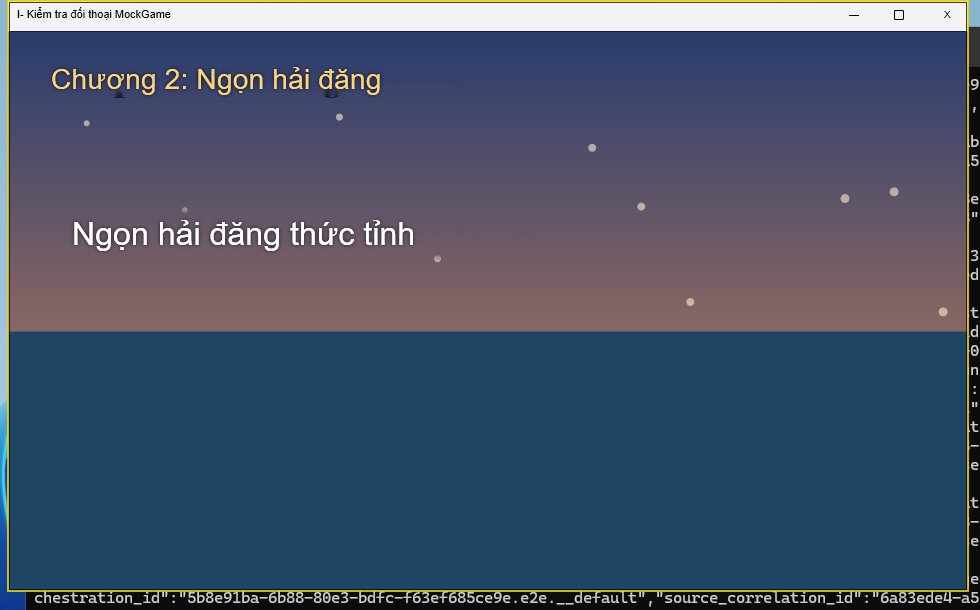 I- Kiểm tra đối thoại MockGame
Chương 2: Ngọn hải đăng
Ngọn hải đăng thức tỉnh
chestration_id":"5b8e91ba-6b88-80e3-bdfc-f63ef685ce9e.e2e.__default","source_correlation_id":"6a83ede4-a